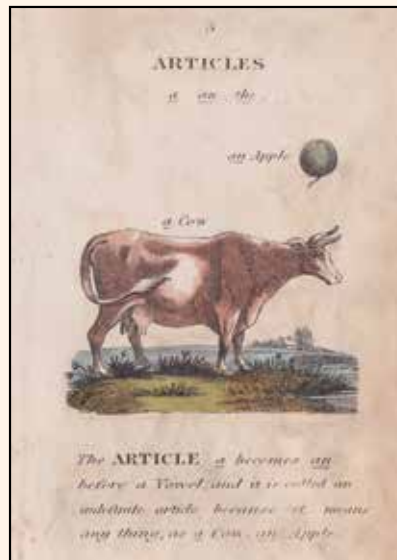 ARTICLES
a an the
an Apple
a Cow
The ARTICLE a becomes an
before a Vowel, and it is called an
indefinite article because it means
any thing, as a Cow, an Apple